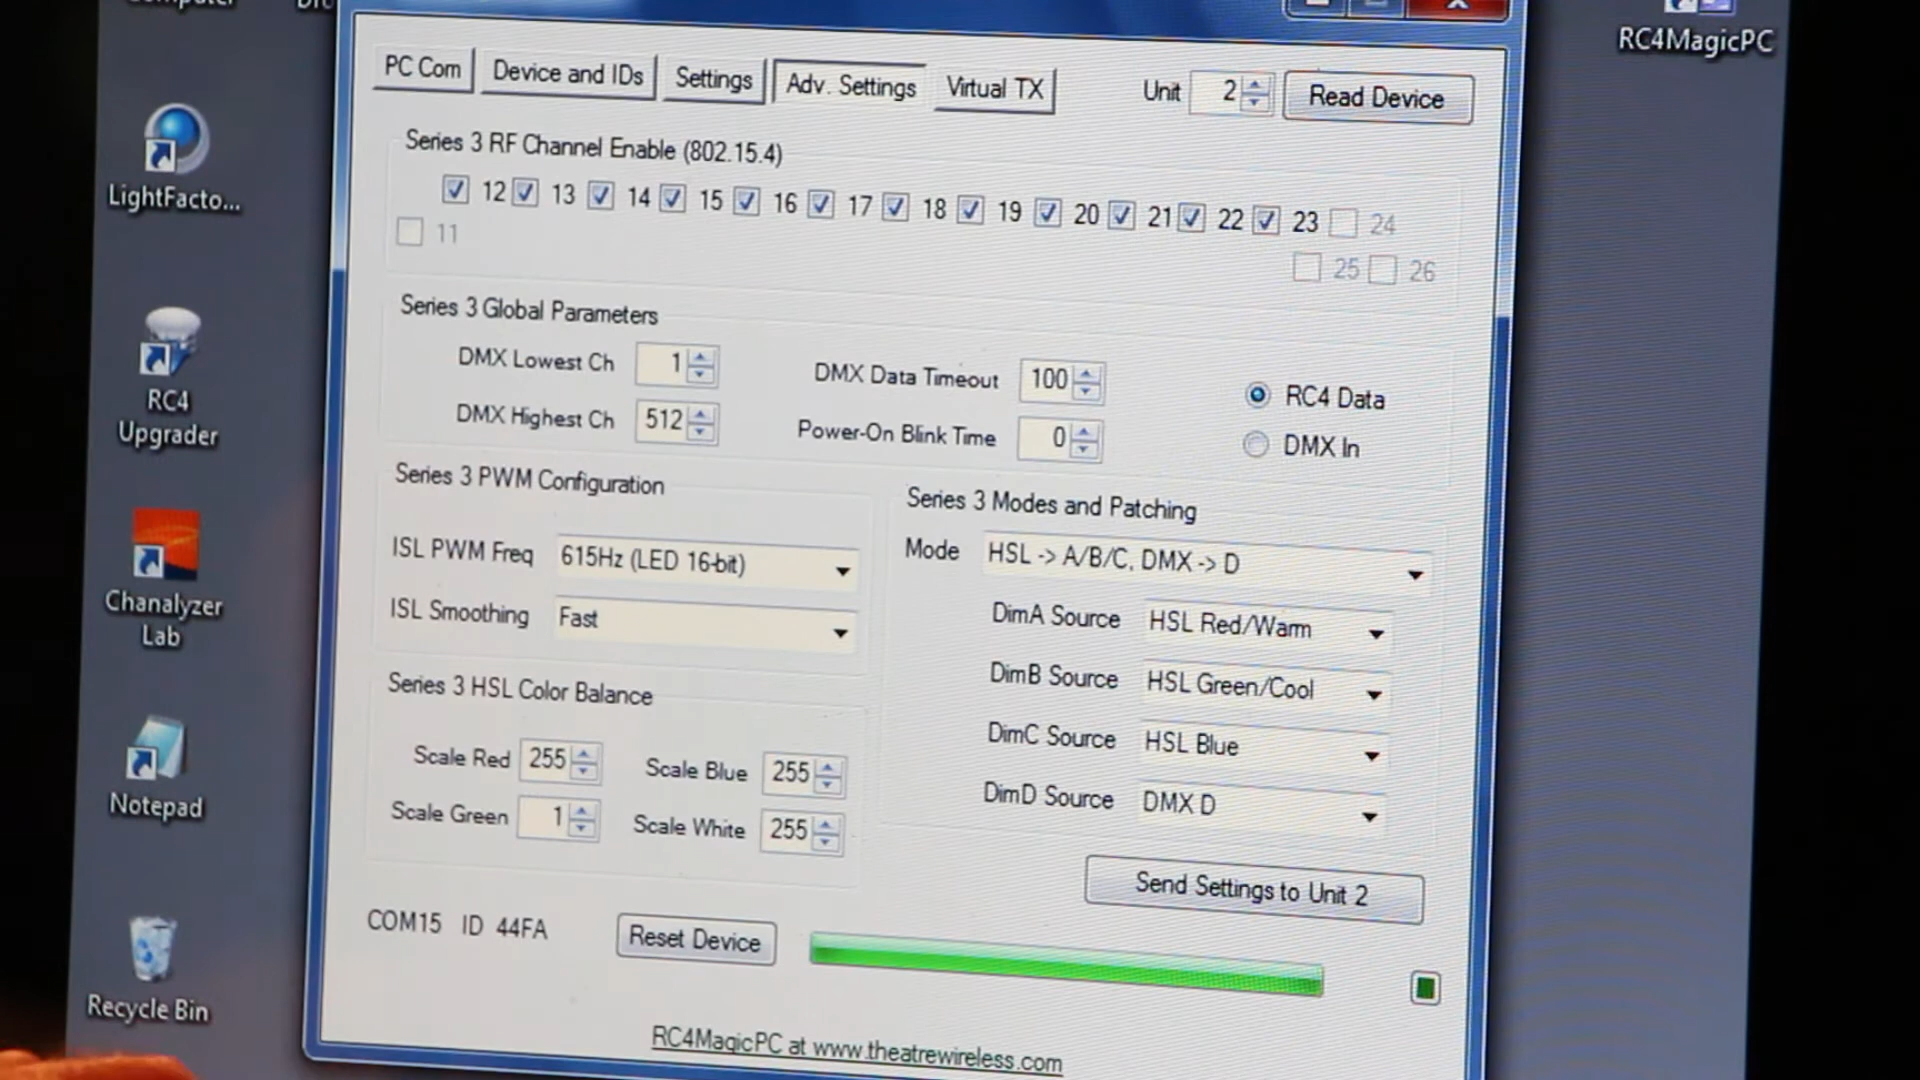 RC4MagicPC
PC Com Device and IDs Settings Adv. Settings Virtual TX Unit 2 Read Device
Series 3 RF Channel Enable (802.15.4)
12 13 14 15 16 17 18 19 20 21 22 23 24
11
25 26
Series 3 Global Parameters
DMX Lowest Ch 1
DMX Data Timeout 100
RC4 Data
DMX Highest Ch 512
Power-On Blink Time 0
DMX In
Series 3 PWM Configuration
ISL PWM Freq 615Hz (LED 16-bit)
ISL Smoothing Fast
Series 3 Modes and Patching
Mode HSL -> A/B/C, DMX -> D
DimA Source HSL Red/Warm
DimB Source HSL Green/Cool
DimC Source HSL Blue
DimD Source DMX D
Series 3 HSL Color Balance
Scale Red 255 Scale Blue 255
Scale Green 1 Scale White 255
Send Settings to Unit 2
COM15 ID 44FA
Reset Device
RC4MagicPC at www.theatrewireless.com
LightFacto...
RC4
Upgrader
Chanalyzer
Lab
Notepad
Recycle Bin